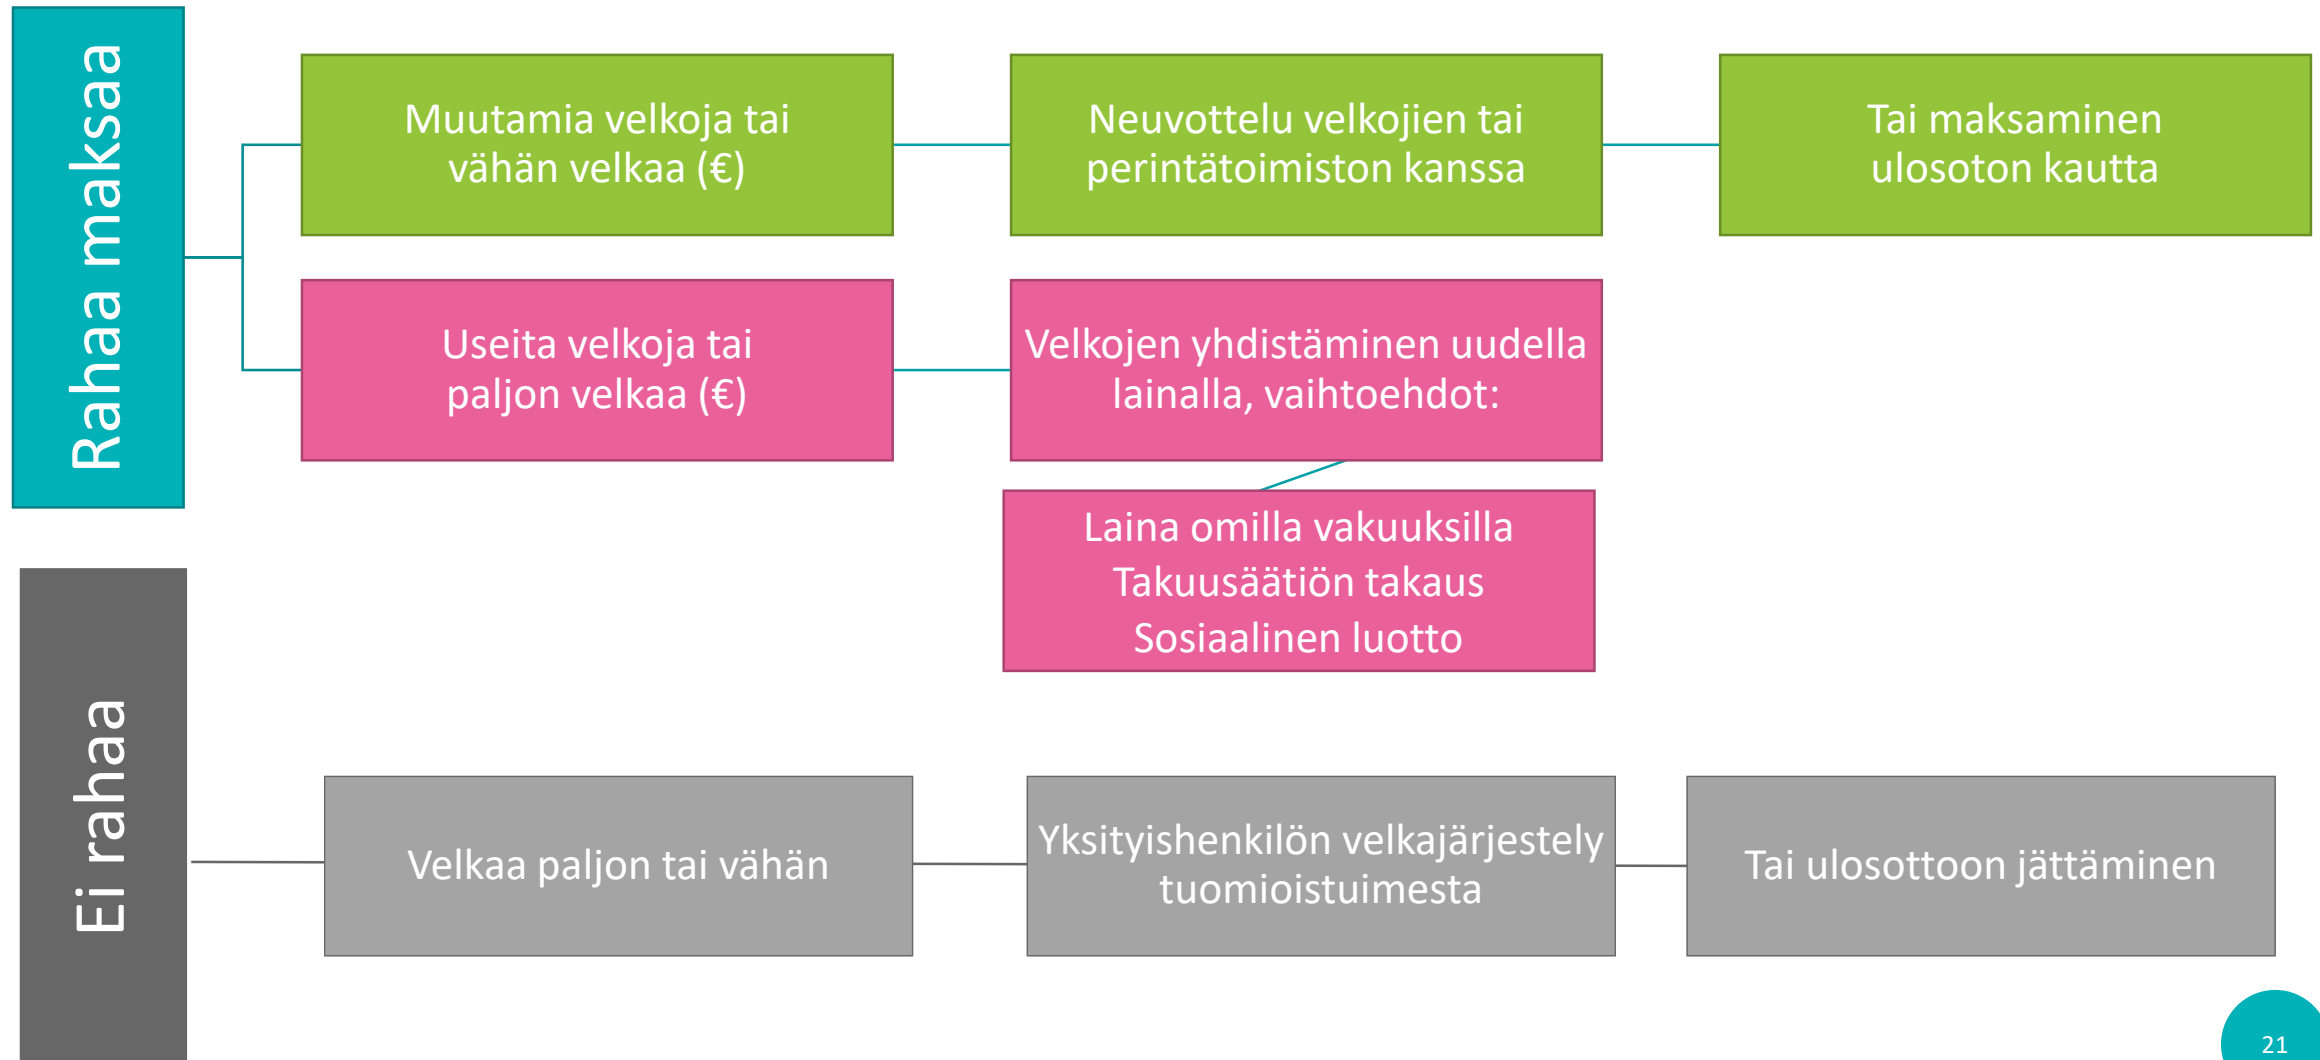 Rahaa maksaa
Muutamia velkoja tai
vähän velkaa (€)
Neuvottelu velkojien tai
perintätoimiston kanssa
Tai maksaminen
ulosoton kautta
Useita velkoja tai
paljon velkaa (€)
Velkojen yhdistäminen uudella
lainalla, vaihtoehdot:
Laina omilla vakuuksilla
Takuusäätiön takaus
Sosiaalinen luotto
Ei rahaa
Velkaa paljon tai vähän
Yksityishenkilön velkajärjestely
tuomioistuimesta
Tai ulosottoon jättäminen
21